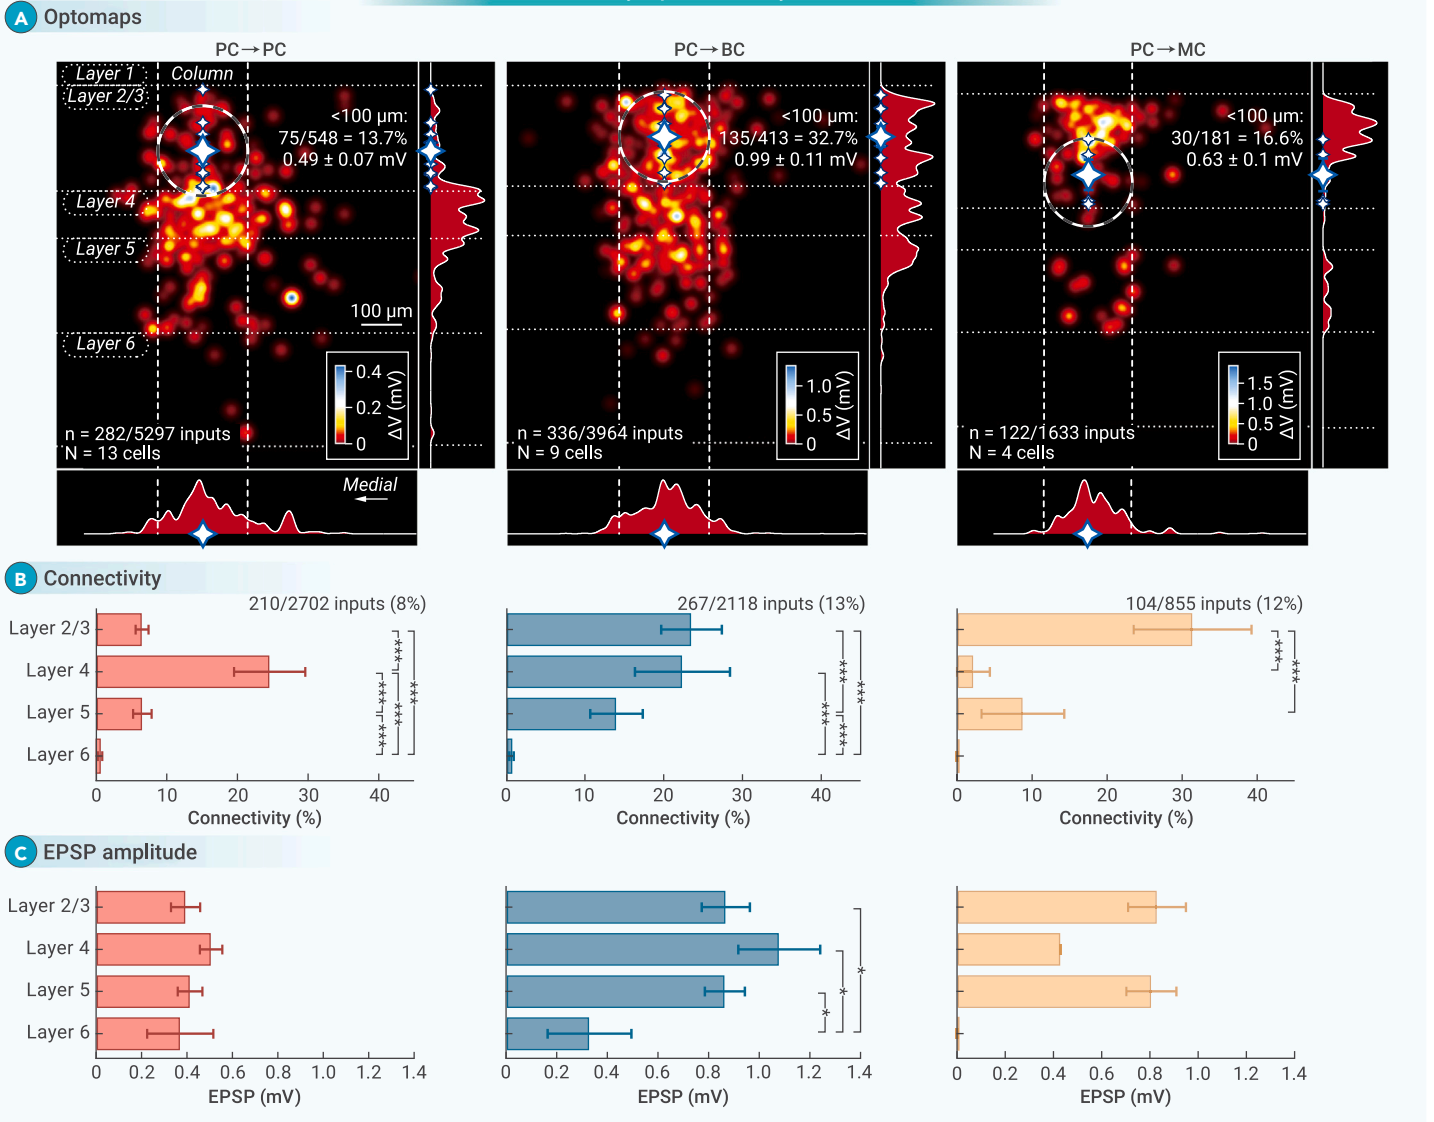 A Optomaps
PC→PC
PC→BC
PC→MC
Layer 1
Column
Layer 2/3
<100 µm:
75/548 = 13.7%
0.49 ± 0.07 mV
Layer 4
Layer 5
100 µm
Layer 6
0.4
0.2
0
ΔV (mV)
n = 282/5297 inputs
N = 13 cells
Medial
←
<100 µm:
135/413 = 32.7%
0.99 ± 0.11 mV
1.0
0.5
0
ΔV (mV)
n = 336/3964 inputs
N = 9 cells
<100 µm:
30/181 = 16.6%
0.63 ± 0.1 mV
1.5
1.0
0.5
0
ΔV (mV)
n = 122/1633 inputs
N = 4 cells
B Connectivity
210/2702 inputs (8%)
Layer 2/3
Layer 4
Layer 5
Layer 6
***
***
***
***
***
0 10 20 30 40
Connectivity (%)
267/2118 inputs (13%)
***
***
***
***
0 10 20 30 40
Connectivity (%)
104/855 inputs (12%)
***
***
0 10 20 30 40
Connectivity (%)
C EPSP amplitude
Layer 2/3
Layer 4
Layer 5
Layer 6
0 0.2 0.4 0.6 0.8 1.0 1.2 1.4
EPSP (mV)
*
*
*
0 0.2 0.4 0.6 0.8 1.0 1.2 1.4
EPSP (mV)
0 0.2 0.4 0.6 0.8 1.0 1.2 1.4
EPSP (mV)